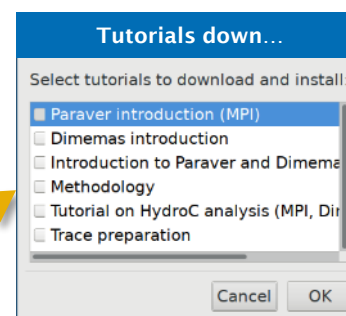 Tutorials down...
Select tutorials to download and install:
Paraver introduction (MPI)
Dimemas introduction
Introduction to Paraver and Dimema
Methodology
Tutorial on HydroC analysis (MPI, Dir
Trace preparation
Cancel OK